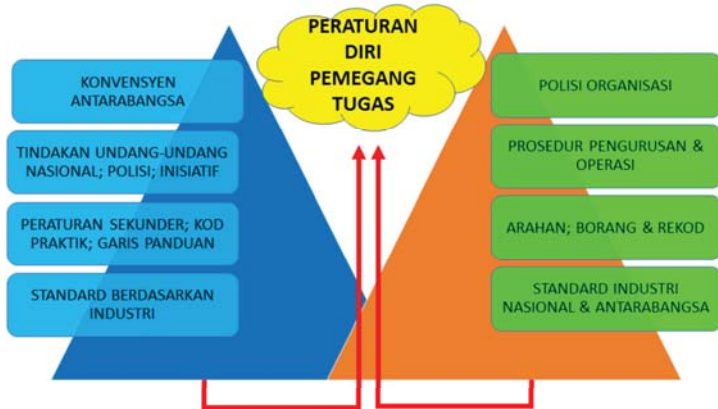 PERATURAN
DIRI
PEMEGANG
TUGAS
KONVENSYEN
ANTARABANGSA
TINDAKAN UNDANG-UNDANG
NASIONAL; POLISI; INISIATIF
PERATURAN SEKUNDER; KOD
PRAKTIK; GARIS PANDUAN
STANDARD BERDASARKAN
INDUSTRI
POLISI ORGANISASI
PROSEDUR PENGURUSAN &
OPERASI
ARAHAN; BORANG & REKOD
STANDARD INDUSTRI
NASIONAL & ANTARABANGSA